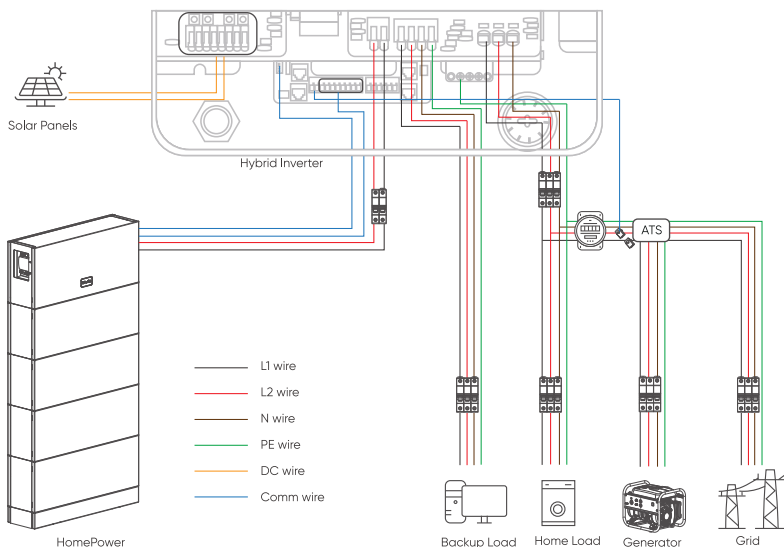 Solar Panels
Hybrid Inverter
ATS
L1 wire
L2 wire
N wire
PE wire
DC wire
Comm wire
HomePower
Backup Load
Home Load
Generator
Grid